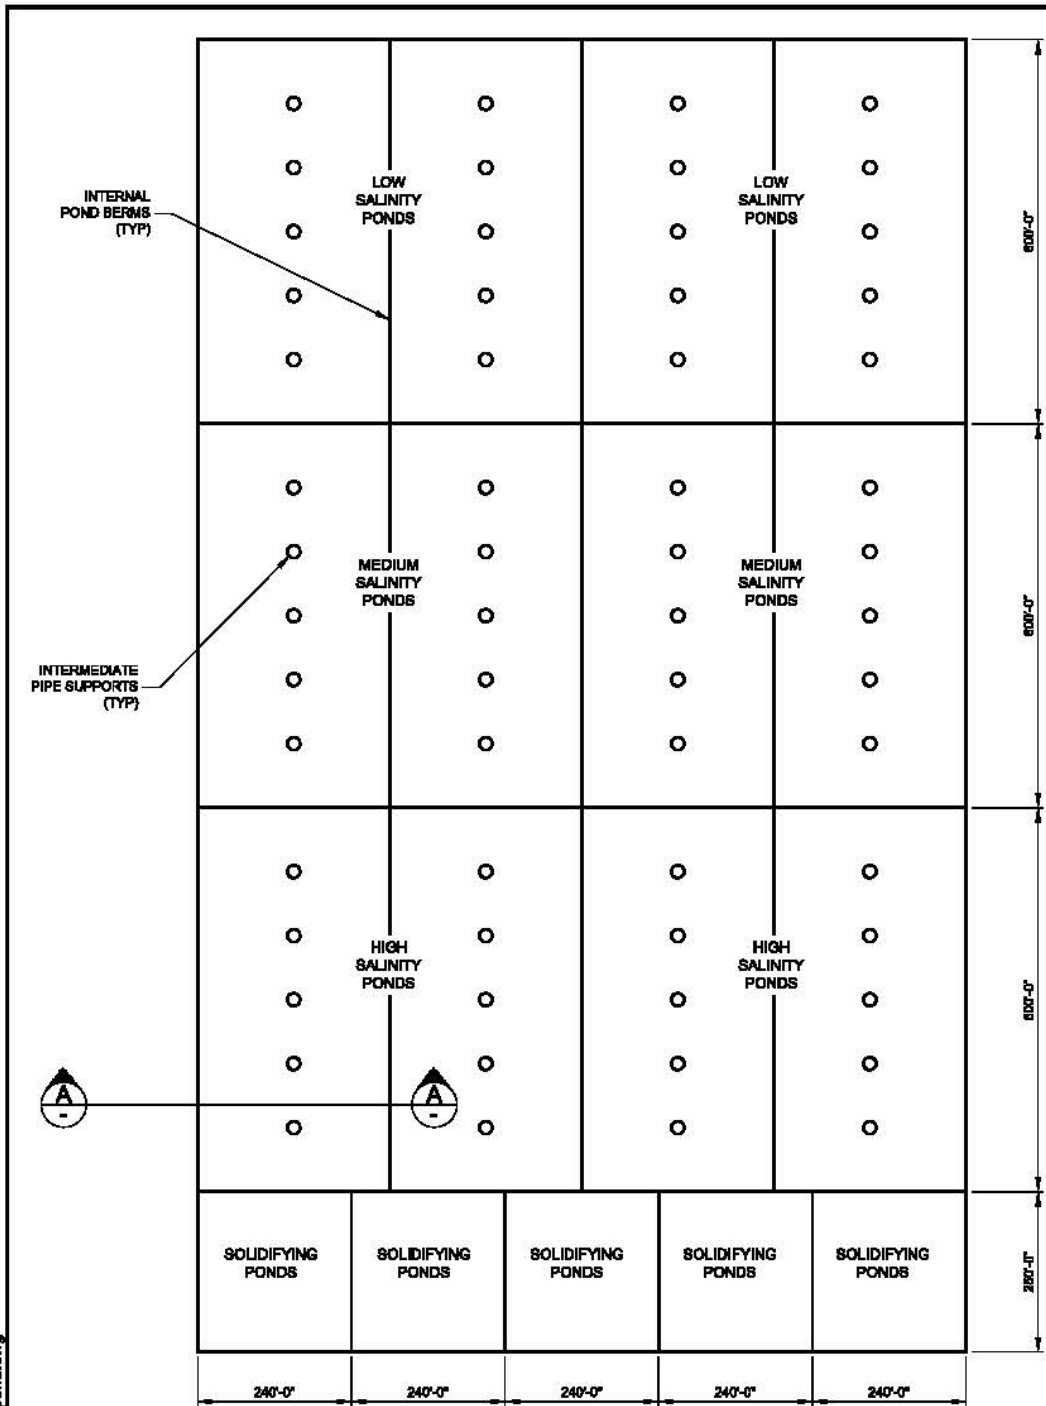 INTERNAL
POND BERMS
(TYP)
LOW
SALINITY
PONDS
LOW
SALINITY
PONDS
600'-0"
INTERMEDIATE
PIPE SUPPORTS
(TYP)
MEDIUM
SALINITY
PONDS
MEDIUM
SALINITY
PONDS
600'-0"
HIGH
SALINITY
PONDS
HIGH
SALINITY
PONDS
600'-0"
A
-
A
-
SOLIDIFYING
PONDS
SOLIDIFYING
PONDS
SOLIDIFYING
PONDS
SOLIDIFYING
PONDS
SOLIDIFYING
PONDS
250'-0"
240'-0"
240'-0"
240'-0"
240'-0"
240'-0"